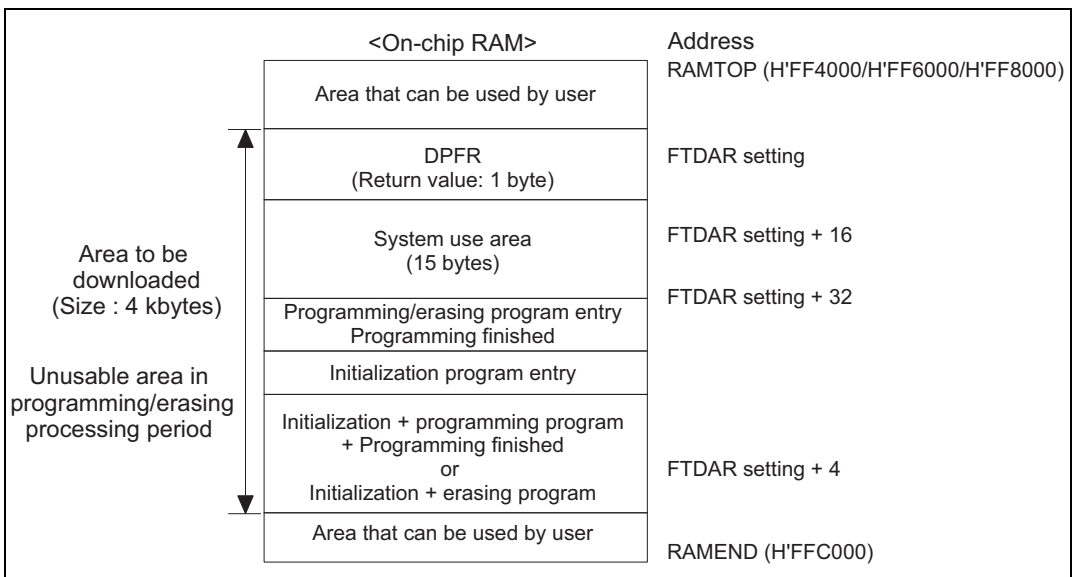 <On-chip RAM>
Address
RAMTOP (H'FF4000/H'FF6000/H'FF8000)
Area that can be used by user
DPFR
(Return value: 1 byte)
FTDAR setting
System use area
(15 bytes)
FTDAR setting + 16
Area to be
downloaded
(Size : 4 kbytes)
FTDAR setting + 32
Programming/erasing program entry
Programming finished
Unusable area in
programming/erasing
processing period
Initialization program entry
Initialization + programming program
+ Programming finished
or
Initialization + erasing program
FTDAR setting + 4
Area that can be used by user
RAMEND (H'FFC000)